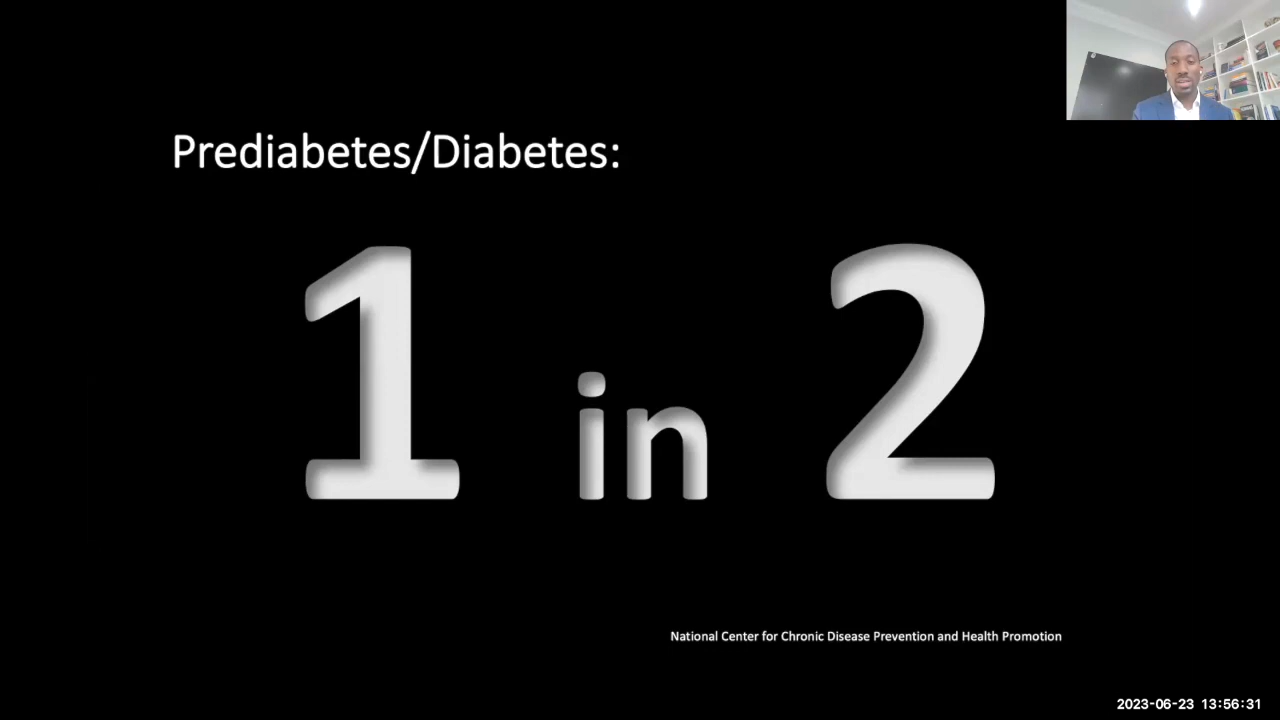 Prediabetes/Diabetes:
1 in 2
National Center for Chronic Disease Prevention and Health Promotion
2023-06-23 13:56:31